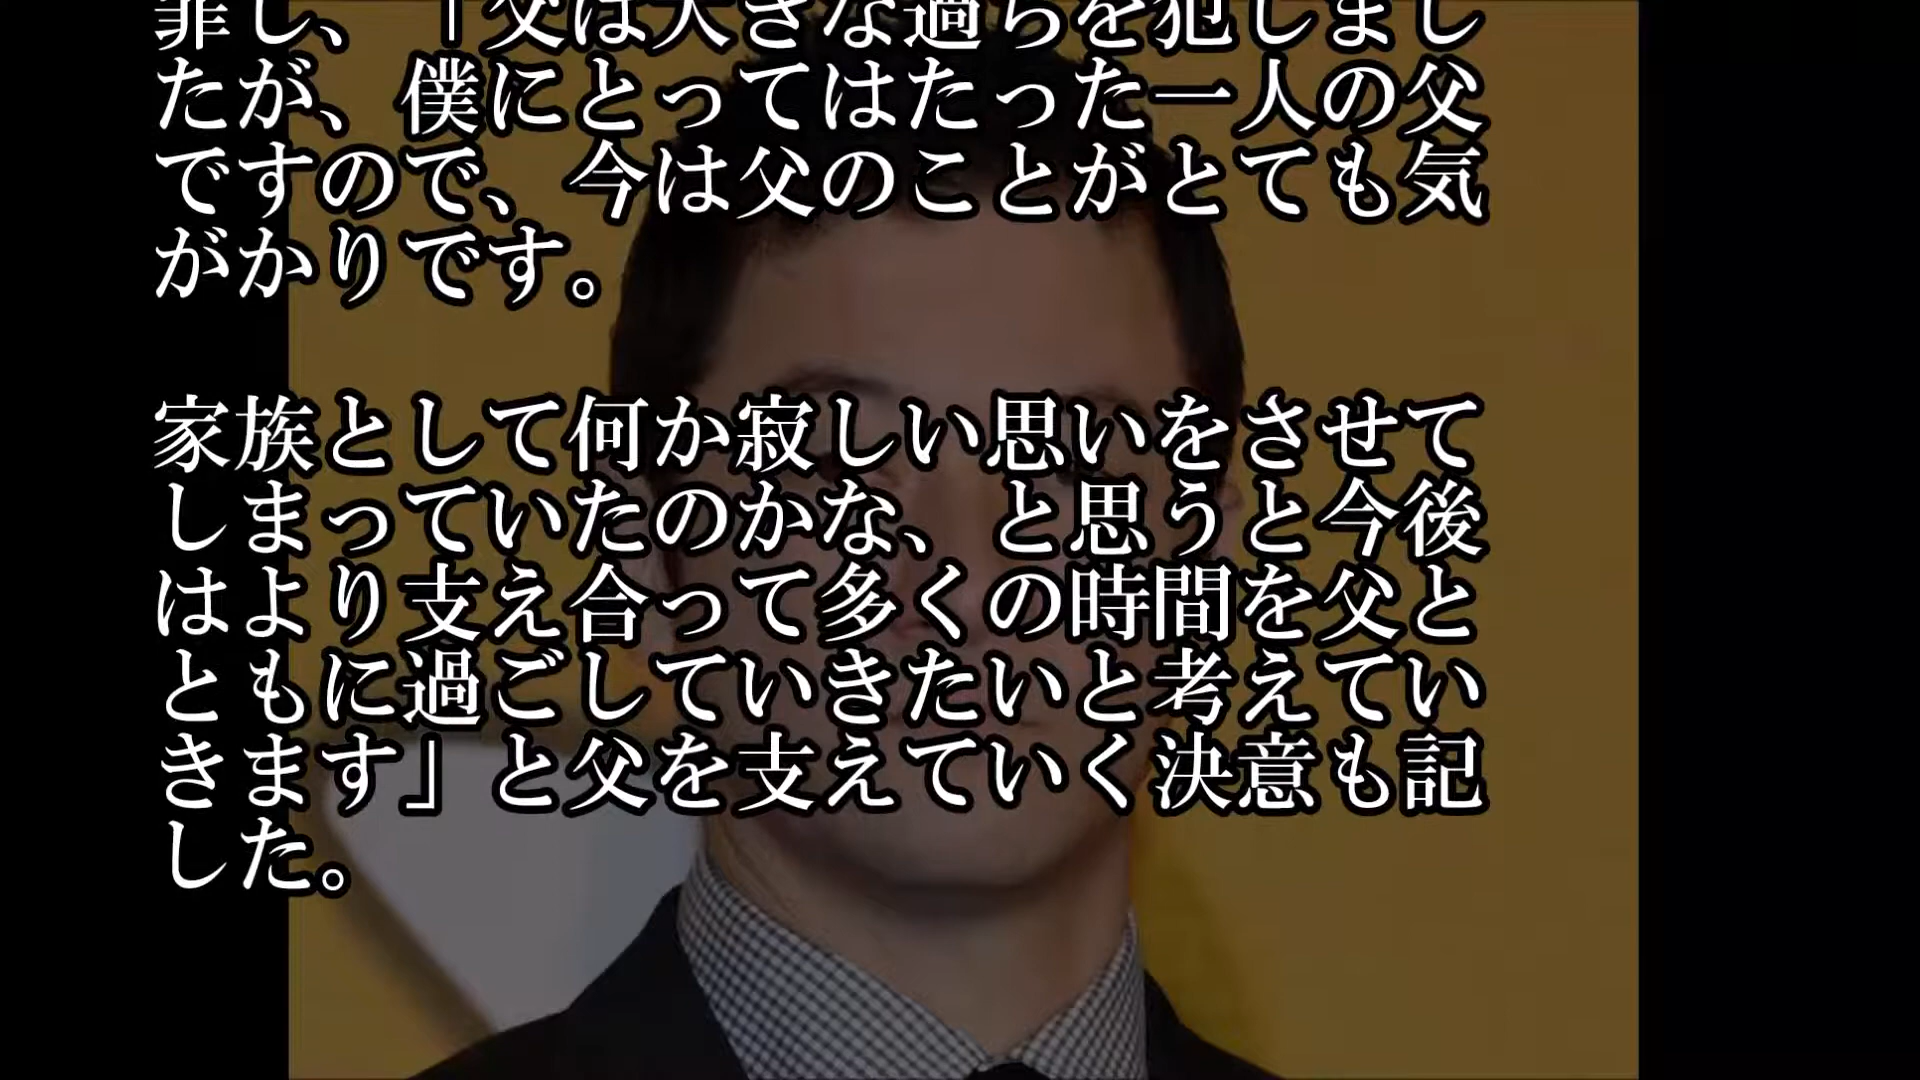 罪し、「父は大きな過ちを犯しまし
たが、僕にとってはたった一人の父
ですので、今は父のことがとても気
がかりです。
家族として何か寂しい思いをさせて
しまっていたのかな、と思うと今後
はより支え合って多くの時間を父と
ともに過ごしていきたいと考えてい
きます」と父を支えていく決意も記
した。